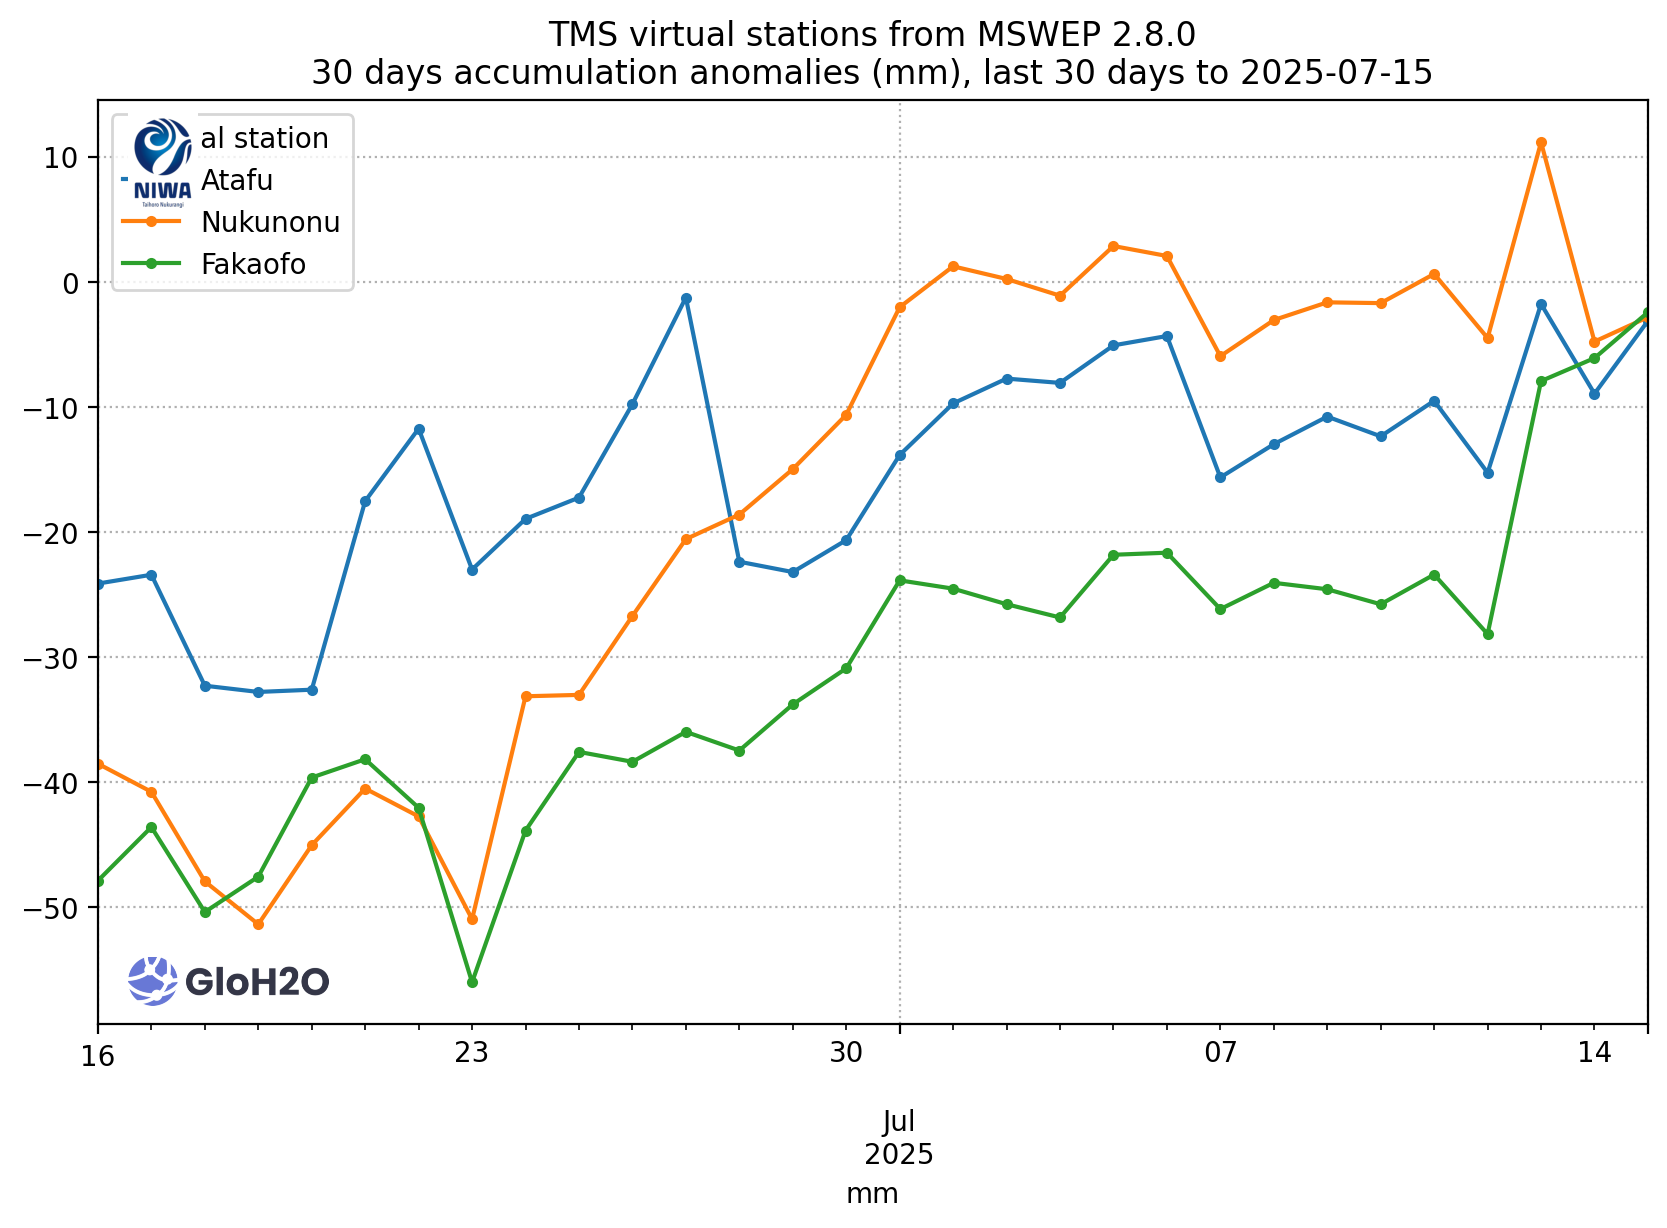 TMS virtual stations from MSWEP 2.8.0
30 days accumulation anomalies (mm), last 30 days to 2025-07-15
al station
Atafu
Nukunonu
Fakaofo
NIWA
Taihoro Nukurangi
10
0
−10
−20
−30
−40
−50
GloH2O
16
23
30
07
14
Jul
2025
mm